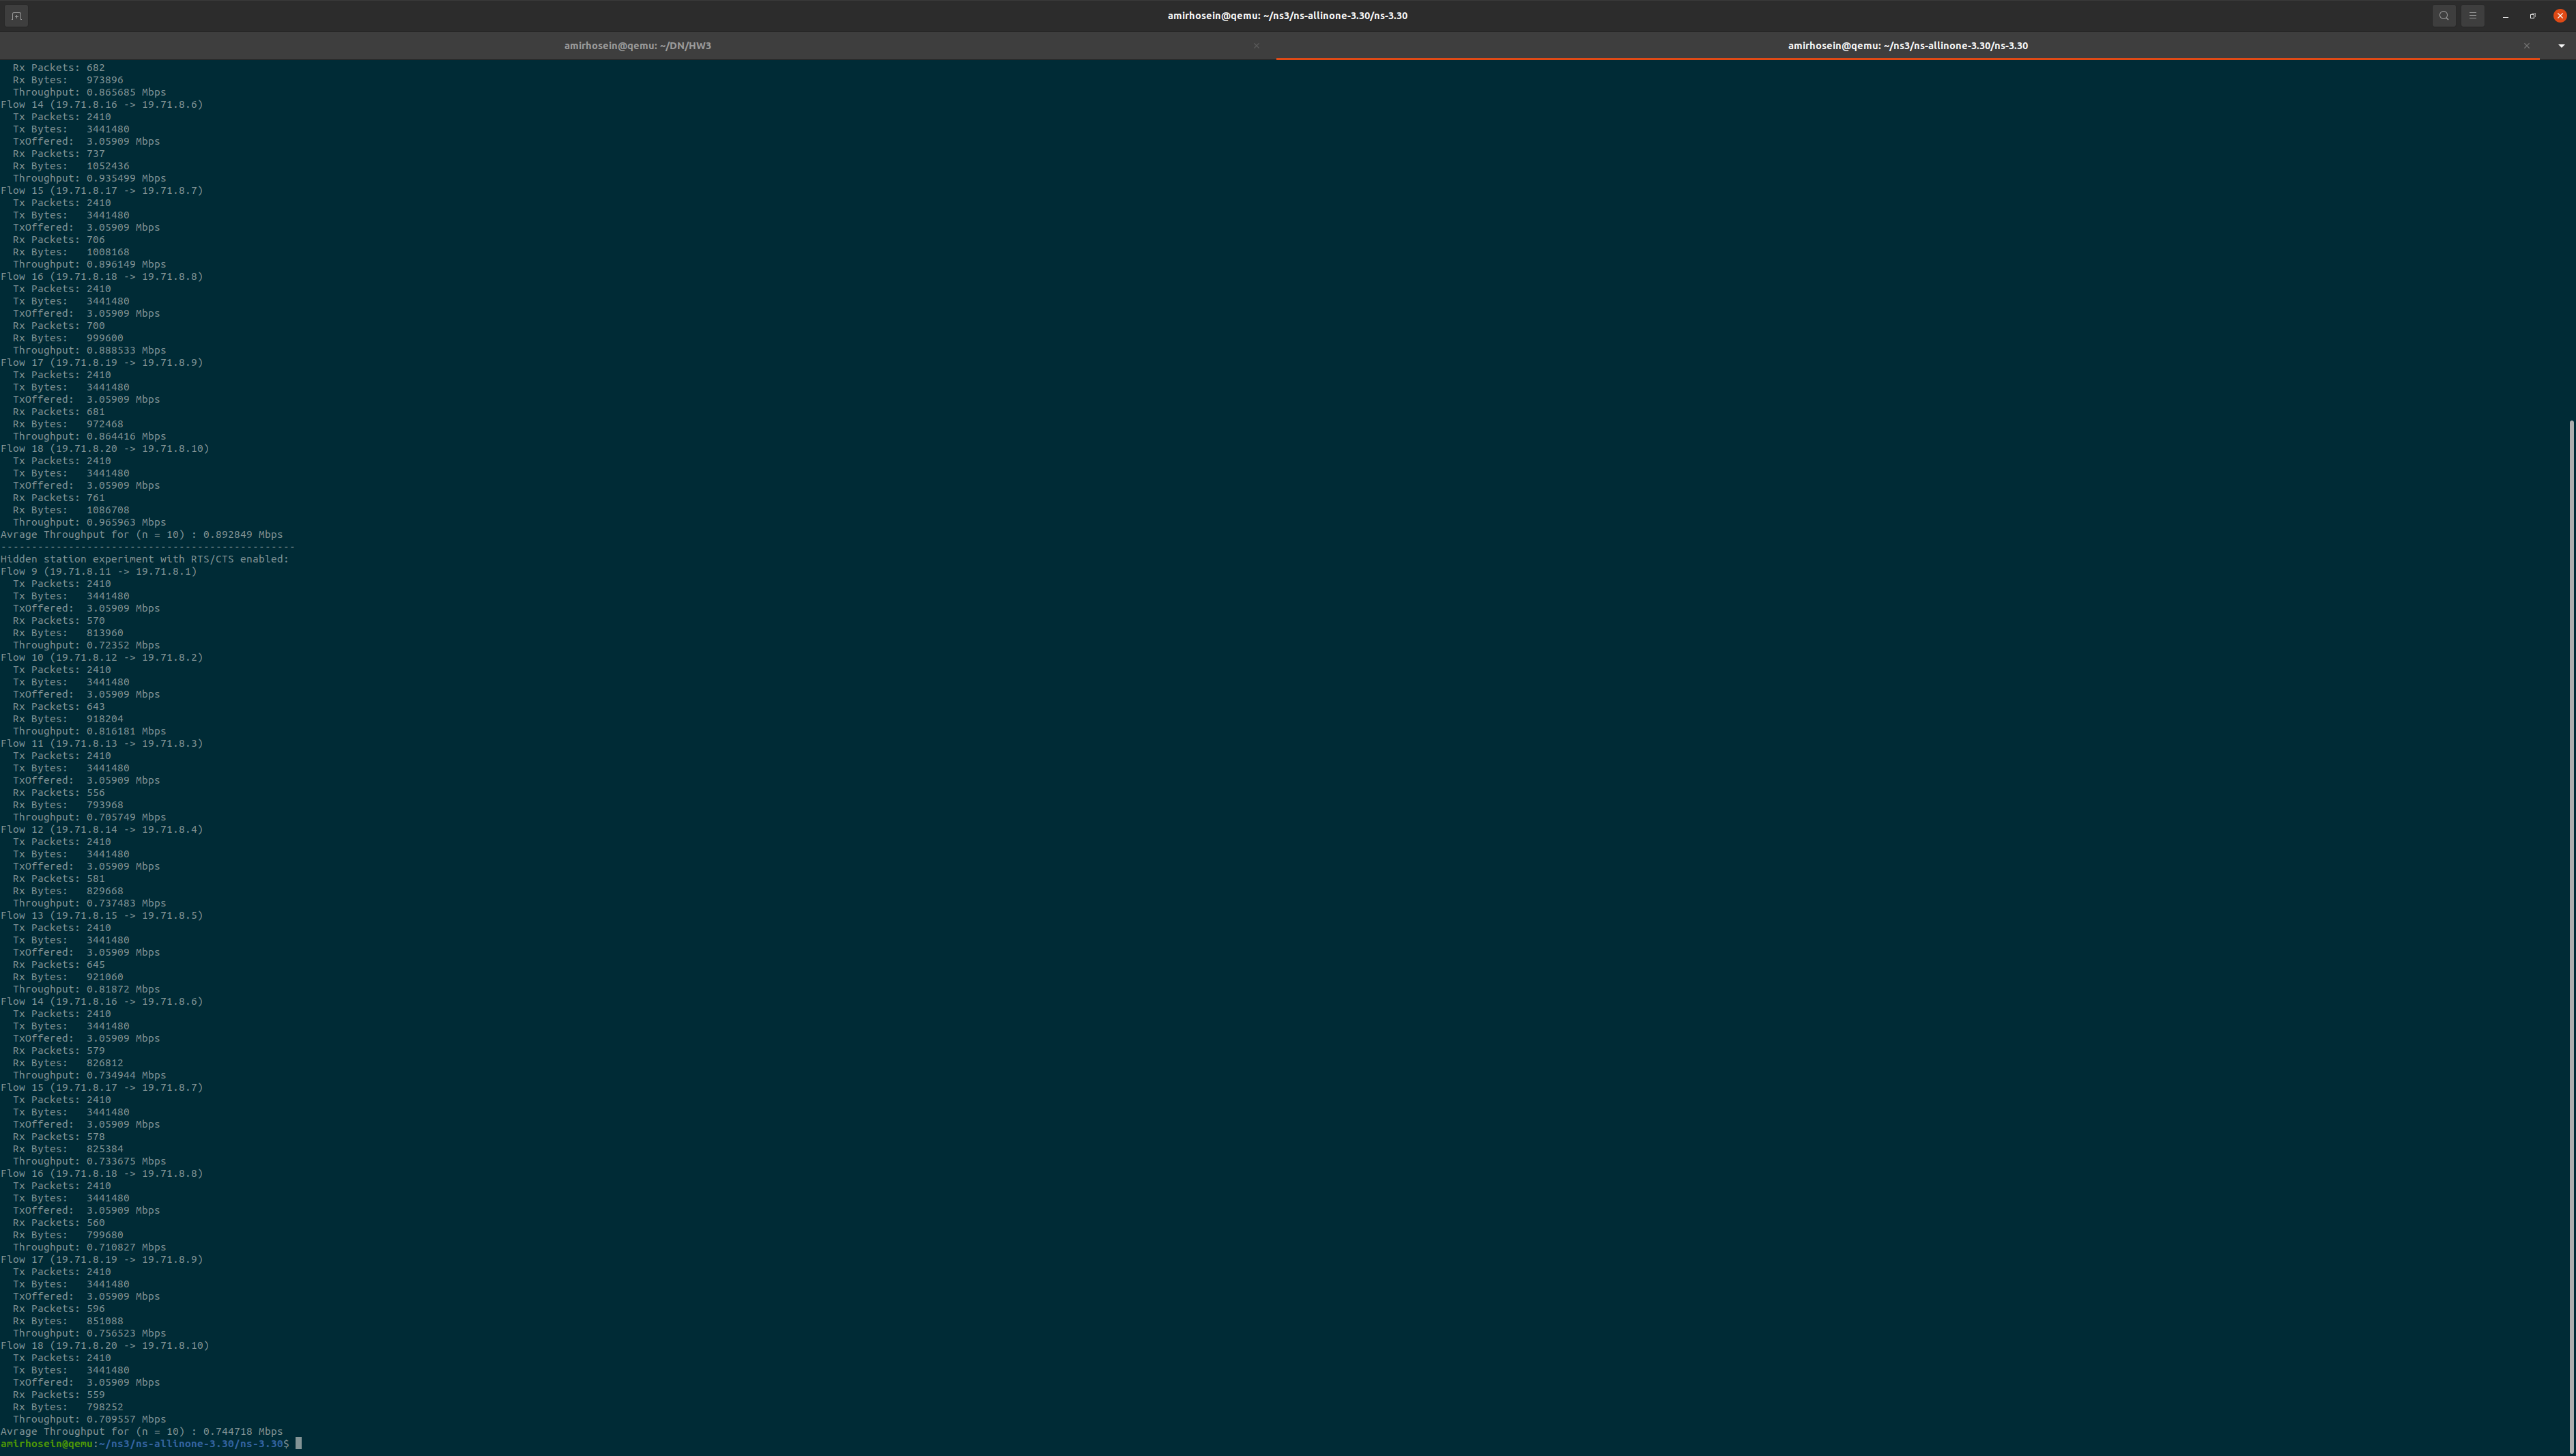 amirhosein@qemu: ~/ns3/ns-allinone-3.30/ns-3.30
amirhosein@qemu: ~/DN/HW3
amirhosein@qemu: ~/ns3/ns-allinone-3.30/ns-3.30
Rx Packets: 682
Rx Bytes:   973896
Throughput: 0.865685 Mbps
Flow 14 (19.71.8.16 -> 19.71.8.6)
Tx Packets: 2410
Tx Bytes:   3441480
TxOffered:  3.05909 Mbps
Rx Packets: 737
Rx Bytes:   1052436
Throughput: 0.935499 Mbps
Flow 15 (19.71.8.17 -> 19.71.8.7)
Tx Packets: 2410
Tx Bytes:   3441480
TxOffered:  3.05909 Mbps
Rx Packets: 706
Rx Bytes:   1008168
Throughput: 0.896149 Mbps
Flow 16 (19.71.8.18 -> 19.71.8.8)
Tx Packets: 2410
Tx Bytes:   3441480
TxOffered:  3.05909 Mbps
Rx Packets: 700
Rx Bytes:   999600
Throughput: 0.888533 Mbps
Flow 17 (19.71.8.19 -> 19.71.8.9)
Tx Packets: 2410
Tx Bytes:   3441480
TxOffered:  3.05909 Mbps
Rx Packets: 681
Rx Bytes:   972468
Throughput: 0.864416 Mbps
Flow 18 (19.71.8.20 -> 19.71.8.10)
Tx Packets: 2410
Tx Bytes:   3441480
TxOffered:  3.05909 Mbps
Rx Packets: 761
Rx Bytes:   1086708
Throughput: 0.965963 Mbps
Avrage Throughput for (n = 10) : 0.892849 Mbps
------------------------------------------------
Hidden station experiment with RTS/CTS enabled:
Flow 9 (19.71.8.11 -> 19.71.8.1)
Tx Packets: 2410
Tx Bytes:   3441480
TxOffered:  3.05909 Mbps
Rx Packets: 570
Rx Bytes:   813960
Throughput: 0.72352 Mbps
Flow 10 (19.71.8.12 -> 19.71.8.2)
Tx Packets: 2410
Tx Bytes:   3441480
TxOffered:  3.05909 Mbps
Rx Packets: 643
Rx Bytes:   918204
Throughput: 0.816181 Mbps
Flow 11 (19.71.8.13 -> 19.71.8.3)
Tx Packets: 2410
Tx Bytes:   3441480
TxOffered:  3.05909 Mbps
Rx Packets: 556
Rx Bytes:   793968
Throughput: 0.705749 Mbps
Flow 12 (19.71.8.14 -> 19.71.8.4)
Tx Packets: 2410
Tx Bytes:   3441480
TxOffered:  3.05909 Mbps
Rx Packets: 581
Rx Bytes:   829668
Throughput: 0.737483 Mbps
Flow 13 (19.71.8.15 -> 19.71.8.5)
Tx Packets: 2410
Tx Bytes:   3441480
TxOffered:  3.05909 Mbps
Rx Packets: 645
Rx Bytes:   921060
Throughput: 0.81872 Mbps
Flow 14 (19.71.8.16 -> 19.71.8.6)
Tx Packets: 2410
Tx Bytes:   3441480
TxOffered:  3.05909 Mbps
Rx Packets: 579
Rx Bytes:   826812
Throughput: 0.734944 Mbps
Flow 15 (19.71.8.17 -> 19.71.8.7)
Tx Packets: 2410
Tx Bytes:   3441480
TxOffered:  3.05909 Mbps
Rx Packets: 578
Rx Bytes:   825384
Throughput: 0.733675 Mbps
Flow 16 (19.71.8.18 -> 19.71.8.8)
Tx Packets: 2410
Tx Bytes:   3441480
TxOffered:  3.05909 Mbps
Rx Packets: 560
Rx Bytes:   799680
Throughput: 0.710827 Mbps
Flow 17 (19.71.8.19 -> 19.71.8.9)
Tx Packets: 2410
Tx Bytes:   3441480
TxOffered:  3.05909 Mbps
Rx Packets: 596
Rx Bytes:   851088
Throughput: 0.756523 Mbps
Flow 18 (19.71.8.20 -> 19.71.8.10)
Tx Packets: 2410
Tx Bytes:   3441480
TxOffered:  3.05909 Mbps
Rx Packets: 559
Rx Bytes:   798252
Throughput: 0.709557 Mbps
Avrage Throughput for (n = 10) : 0.744718 Mbps
amirhosein@qemu:~/ns3/ns-allinone-3.30/ns-3.30$